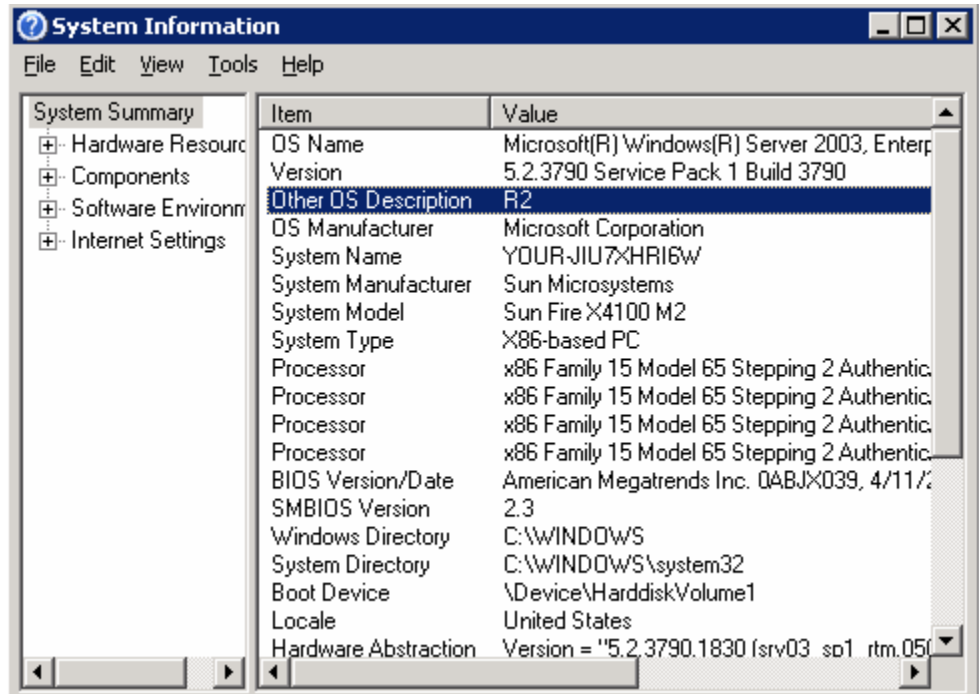 System Information
File Edit View Tools Help
System Summary
Hardware Resourc
Components
Software Environm
Internet Settings
Item Value
OS Name Microsoft(R) Windows(R) Server 2003, Enterp
Version 5.2.3790 Service Pack 1 Build 3790
Other OS Description R2
OS Manufacturer Microsoft Corporation
System Name YOUR-JIU7XHRI6W
System Manufacturer Sun Microsystems
System Model Sun Fire X4100 M2
System Type X86-based PC
Processor x86 Family 15 Model 65 Stepping 2 Authentic.
Processor x86 Family 15 Model 65 Stepping 2 Authentic.
Processor x86 Family 15 Model 65 Stepping 2 Authentic.
Processor x86 Family 15 Model 65 Stepping 2 Authentic.
BIOS Version/Date American Megatrends Inc. 0ABJX039, 4/11/2
SMBIOS Version 2.3
Windows Directory C:\WINDOWS
System Directory C:\WINDOWS\system32
Boot Device \Device\HarddiskVolume1
Locale United States
Hardware Abstraction Version = "5.2.3790.1830 (srv03_sp1_rtm.050